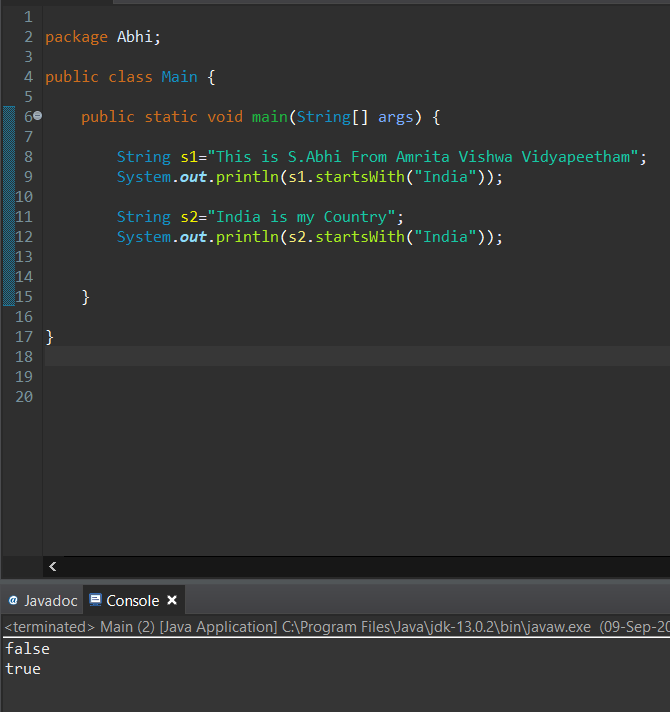 1
2 package Abhi;
3
4 public class Main {
5
6 public static void main(String[] args) {
7
8 String s1="This is S.Abhi From Amrita Vishwa Vidyapeetham";
9 System.out.println(s1.startsWith("India"));
10
11 String s2="India is my Country";
12 System.out.println(s2.startsWith("India"));
13
14
15 }
16
17 }
18
19
20
@ Javadoc Console
<terminated> Main (2) [Java Application] C:\Program Files\Java\jdk-13.0.2\bin\javaw.exe (09-Sep-20
false
true